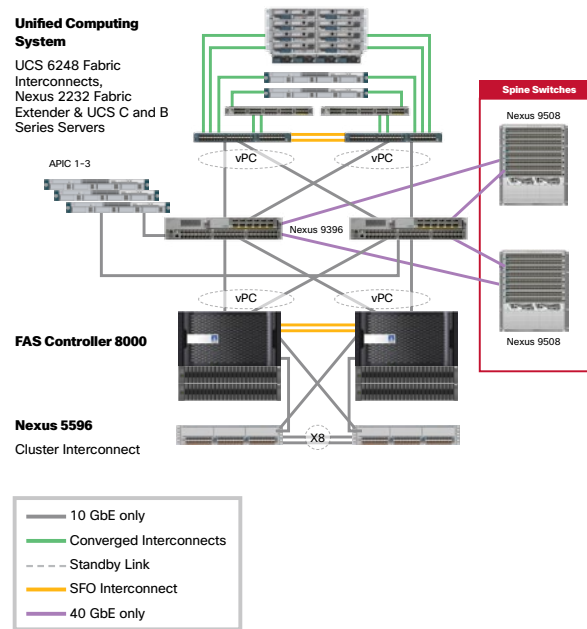 Unified Computing
System
UCS 6248 Fabric
Interconnects,
Nexus 2232 Fabric
Extender & UCS C and B
Series Servers
Spine Switches
Nexus 9508
vPC
vPC
APIC 1–3
Nexus 9396
vPC
vPC
Nexus 9508
FAS Controller 8000
Nexus 5596
Cluster Interconnect
X8
10 GbE only
Converged Interconnects
Standby Link
SFO Interconnect
40 GbE only